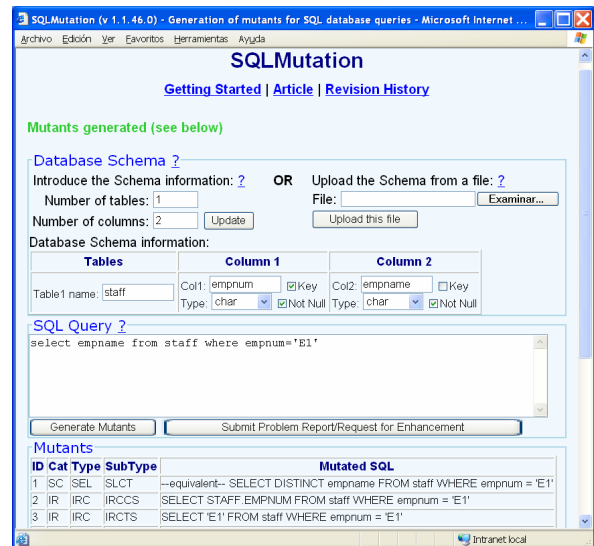 SQLMutation (v 1.1.46.0) - Generation of mutants for SQL database queries - Microsoft Internet ...
Archivo Edición Ver Favoritos Herramientas Ayuda
SQLMutation
Getting Started | Article | Revision History
Mutants generated (see below)
Database Schema ?
Introduce the Schema information: ? OR Upload the Schema from a file: ?
Number of tables: 1 File: Examinar...
Number of columns: 2 Update Upload this file
Database Schema information:
Tables Column 1 Column 2
Table1 name: staff Col1: empnum Key Col2: empname Key
Type: char Not Null Type: char Not Null
SQL Query ?
select empname from staff where empnum='E1'
Generate Mutants Submit Problem Report/Request for Enhancement
Mutants
ID Cat Type SubType Mutated SQL
1 SC SEL SLCT --equivalent-- SELECT DISTINCT empname FROM staff WHERE empnum = 'E1'
2 IR IRC IRCCS SELECT STAFF.EMPNUM FROM staff WHERE empnum = 'E1'
3 IR IRC IRCTS SELECT 'E1' FROM staff WHERE empnum = 'E1'
Intranet local